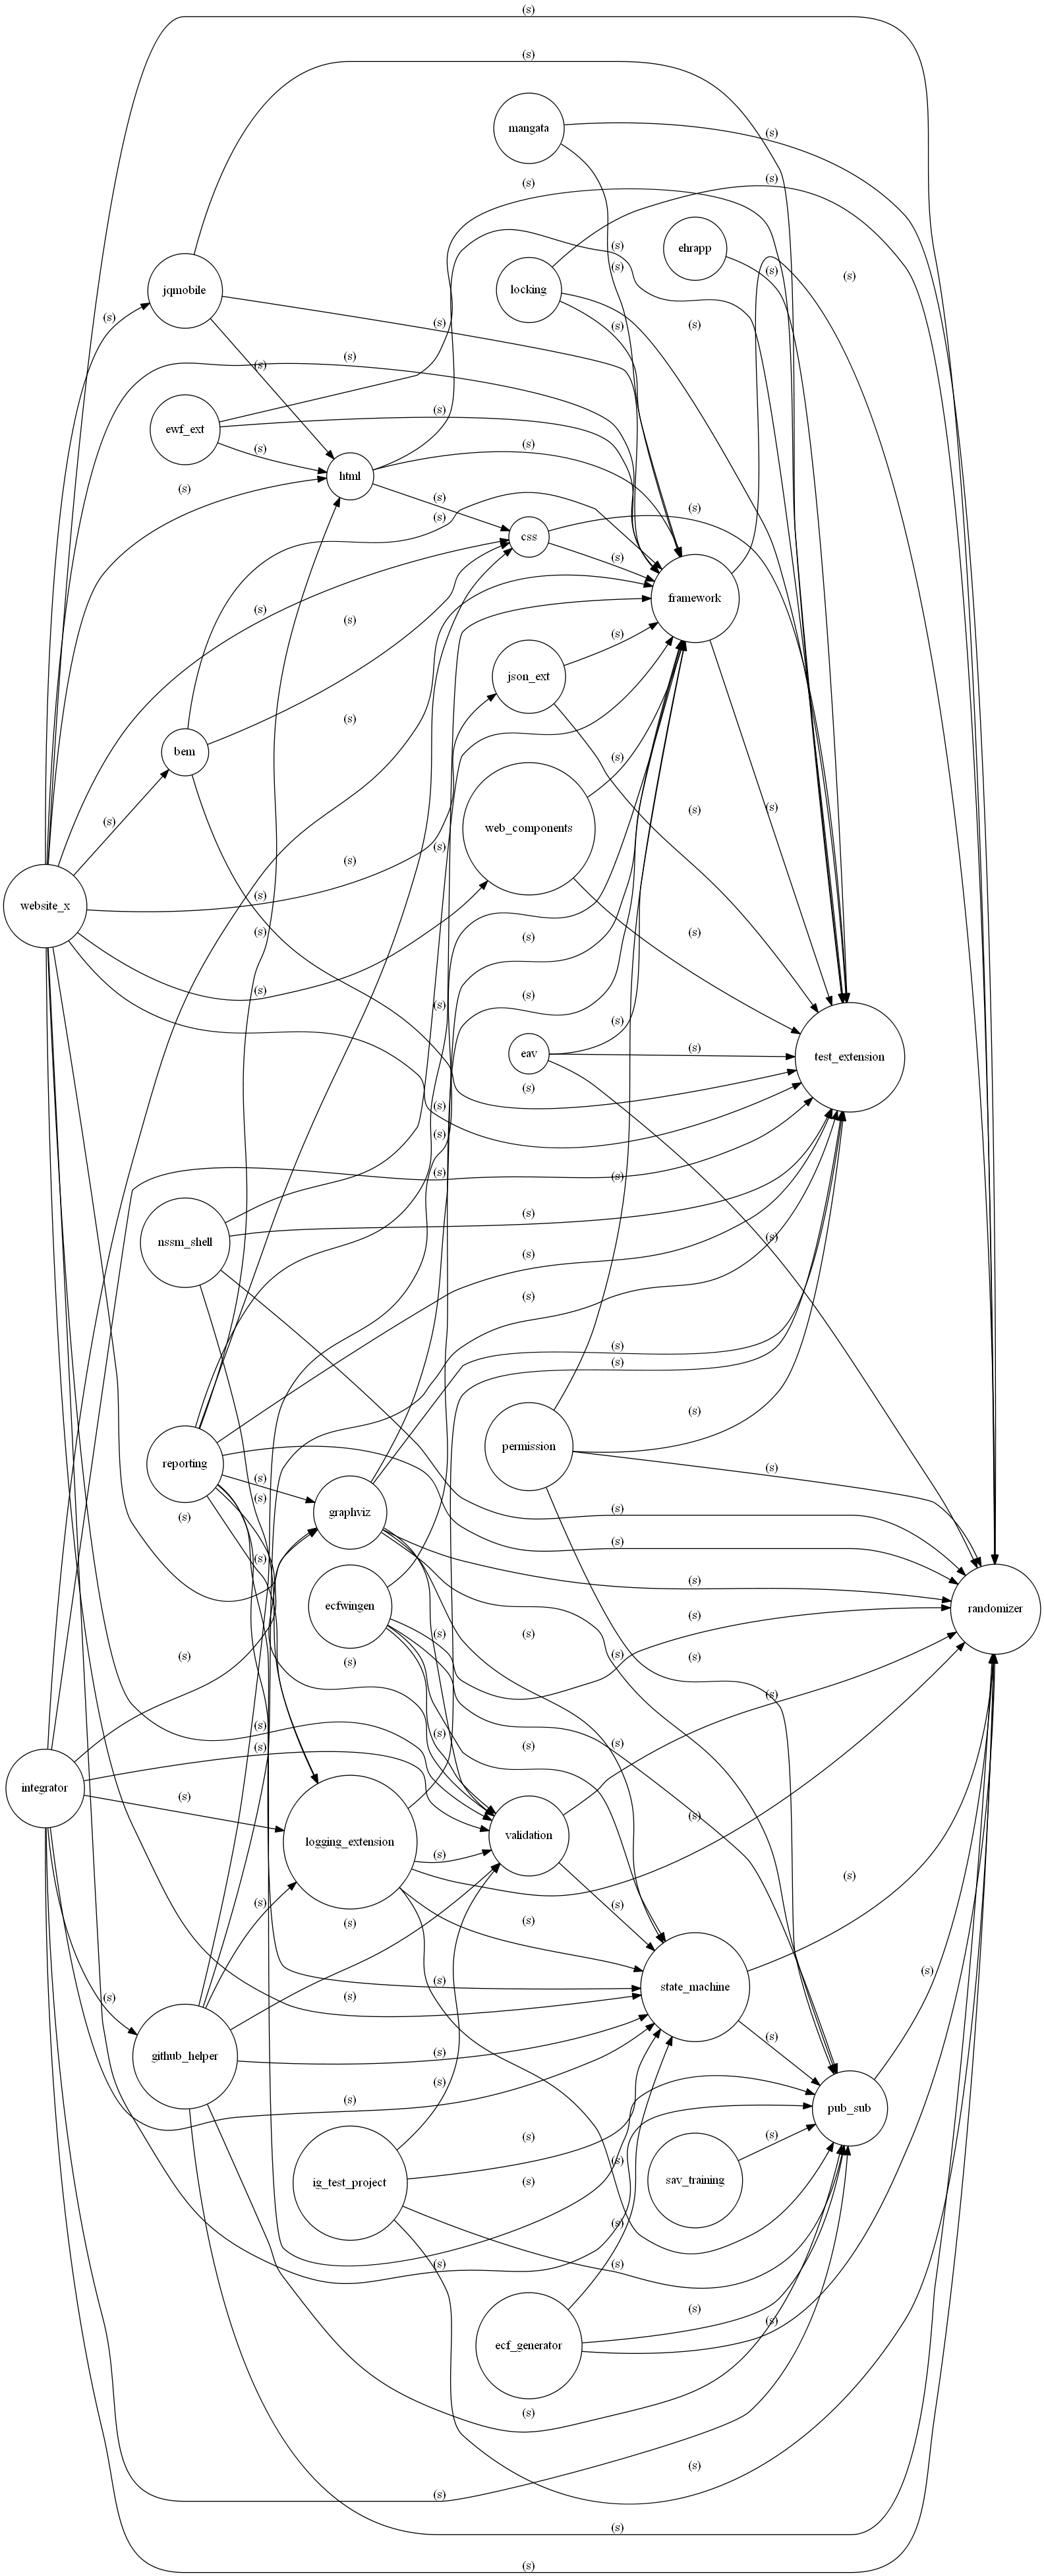 (s)
(s)
mangata
(s)
(s)
(s)
(s)
ehrapp
(s)
(s)
(s)
jqmobile
locking
(s)
(s)
(s)
(s)
(s)
(s)
(s)
ewf_ext
(s)
(s)
html
(s)
(s)
(s)
(s)
css
(s)
framework
(s)
(s)
(s)
json_ext
(s)
bem
(s)
(s)
(s)
(s)
web_components
(s)
(s)
(s)
website_x
(s)
(s)
(s)
(s)
(s)
(s)
(s)
(s)
eav
test_extension
(s)
(s)
(s)
(s)
(s)
(s)
(s)
nssm_shell
(s)
(s)
(s)
(s)
(s)
permission
reporting
(s)
(s)
(s)
(s)
graphviz
(s)
(s)
(s)
(s)
ecfwingen
randomizer
(s)
(s)
(s)
(s)
(s)
(s)
(s)
(s)
(s)
(s)
(s)
(s)
(s)
integrator
(s)
(s)
validation
logging_extension
(s)
(s)
(s)
(s)
(s)
(s)
(s)
(s)
state_machine
(s)
(s)
(s)
(s)
github_helper
(s)
(s)
pub_sub
(s)
(s)
(s)
sav_training
ig_test_project
(s)
(s)
(s)
(s)
(s)
(s)
ecf_generator
(s)
(s)
(s)
(s)
(s)